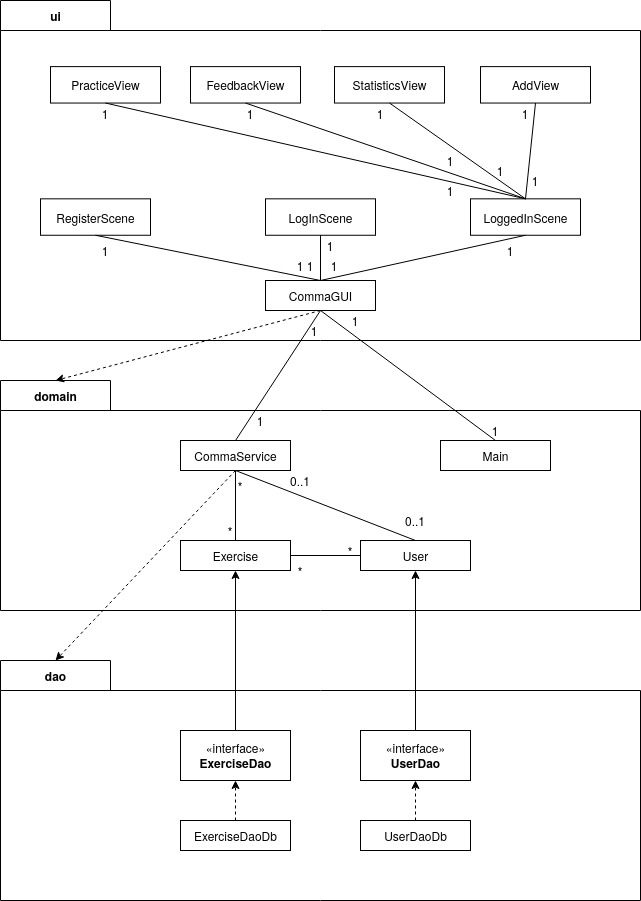 ui
PracticeView
FeedbackView
StatisticsView
AddView
1
1
1
1
1
1
1
1
RegisterScene
LogInScene
LoggedInScene
1
1
1
1 1
1
CommaGUI
1
1
domain
1
1
CommaService
Main
*
0..1
*
0..1
Exercise
*
*
User
dao
«interface»
ExerciseDao
«interface»
UserDao
ExerciseDaoDb
UserDaoDb